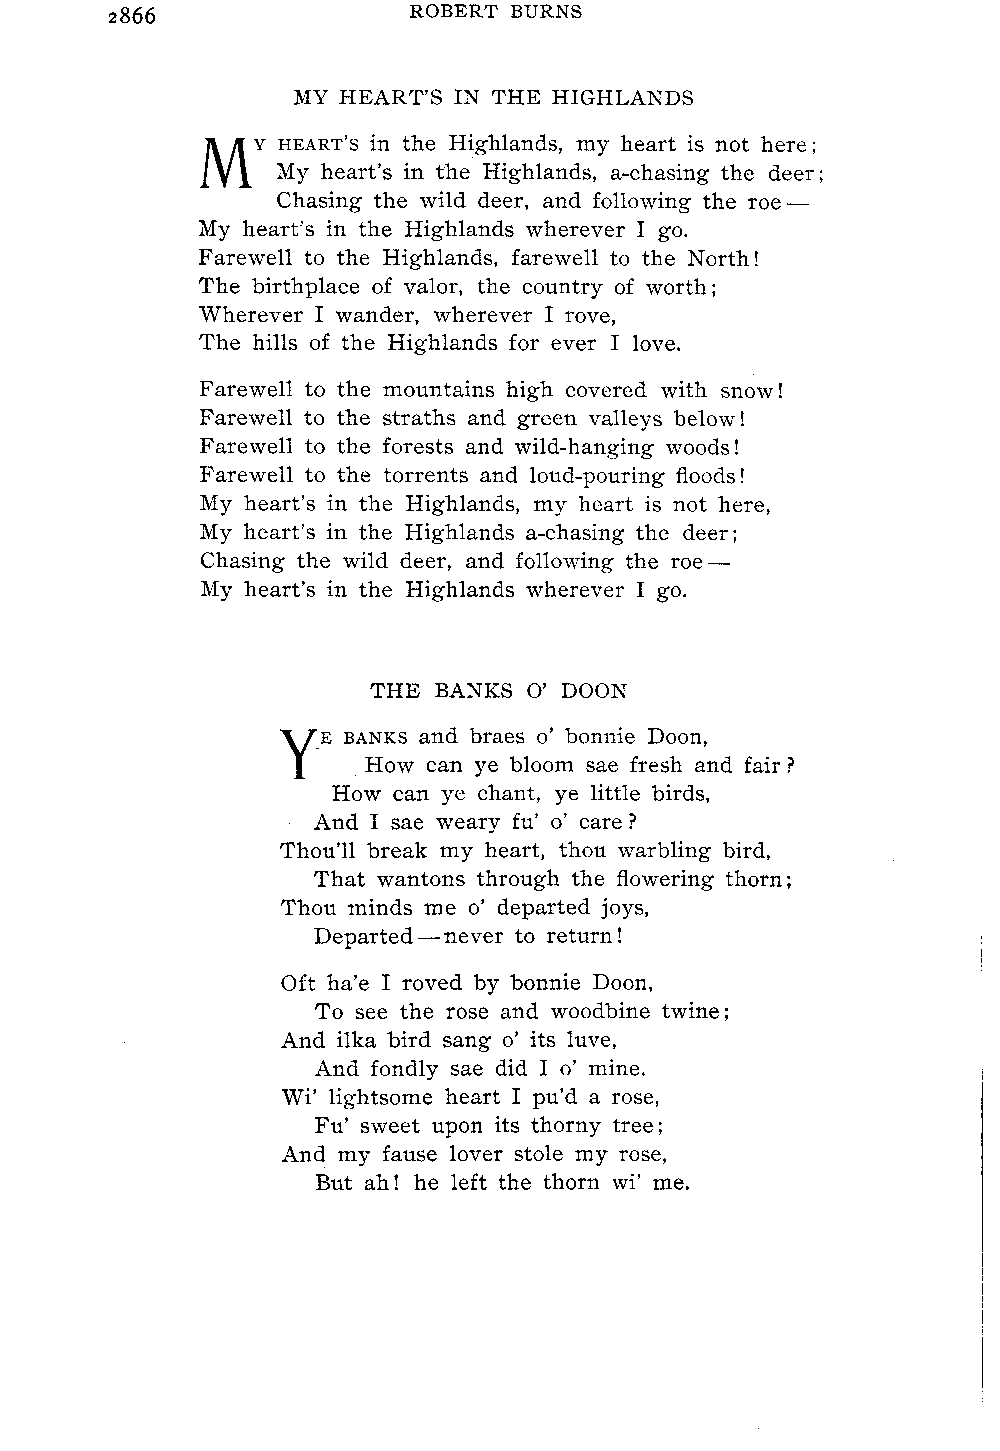 2866
ROBERT BURNS
MY HEART'S IN THE HIGHLANDS
MY HEART'S in the Highlands, my heart is not here;
My heart's in the Highlands, a-chasing the deer;
Chasing the wild deer, and following the roe—
My heart's in the Highlands wherever I go.
Farewell to the Highlands, farewell to the North!
The birthplace of valor, the country of worth;
Wherever I wander, wherever I rove,
The hills of the Highlands for ever I love.
Farewell to the mountains high covered with snow!
Farewell to the straths and green valleys below!
Farewell to the forests and wild-hanging woods!
Farewell to the torrents and loud-pouring floods!
My heart's in the Highlands, my heart is not here,
My heart's in the Highlands a-chasing the deer;
Chasing the wild deer, and following the roe—
My heart's in the Highlands wherever I go.
THE BANKS O' DOON
YE BANKS and braes o' bonnie Doon,
How can ye bloom sae fresh and fair?
How can ye chant, ye little birds,
And I sae weary fu' o' care?
Thou'll break my heart, thou warbling bird,
That wantons through the flowering thorn;
Thou minds me o' departed joys,
Departed—never to return!
Oft ha'e I roved by bonnie Doon,
To see the rose and woodbine twine;
And ilka bird sang o' its luve,
And fondly sae did I o' mine.
Wi' lightsome heart I pu'd a rose,
Fu' sweet upon its thorny tree;
And my fause lover stole my rose,
But ah! he left the thorn wi' me.